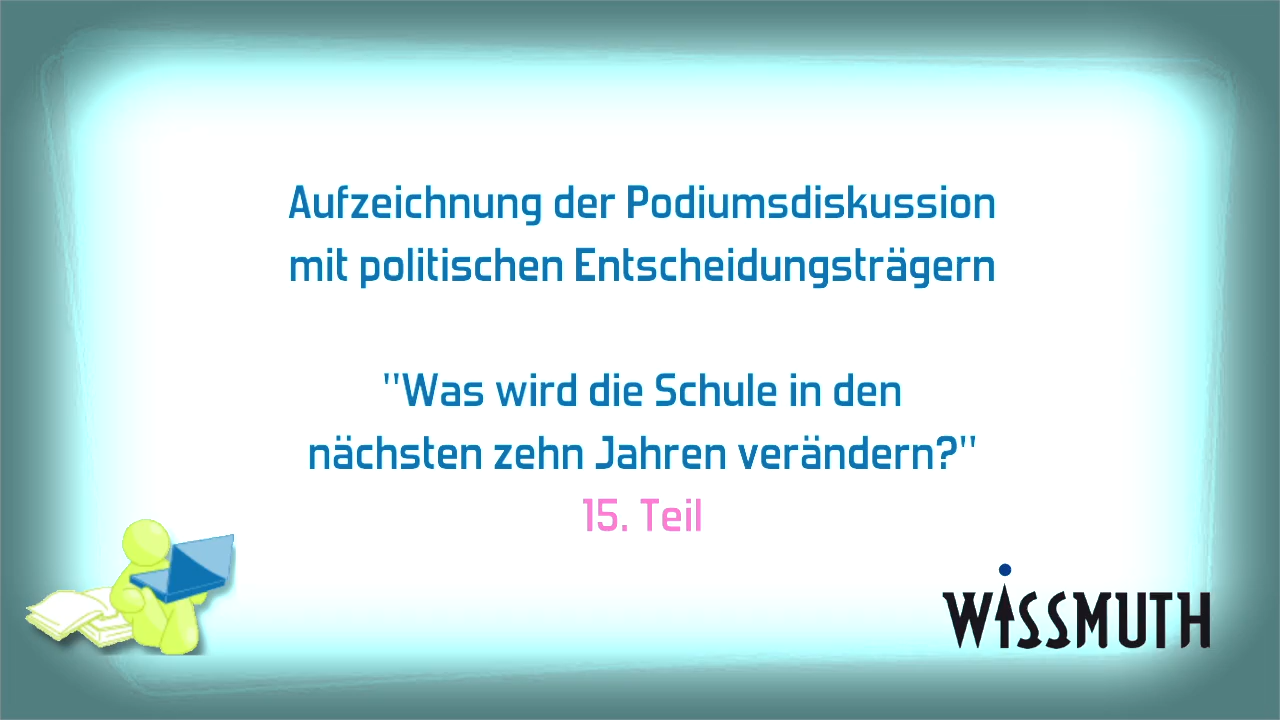 Aufzeichnung der Podiumsdiskussion
mit politischen Entscheidungsträgern
"Was wird die Schule in den
nächsten zehn Jahren verändern?"
15. Teil
WiSSMUTH